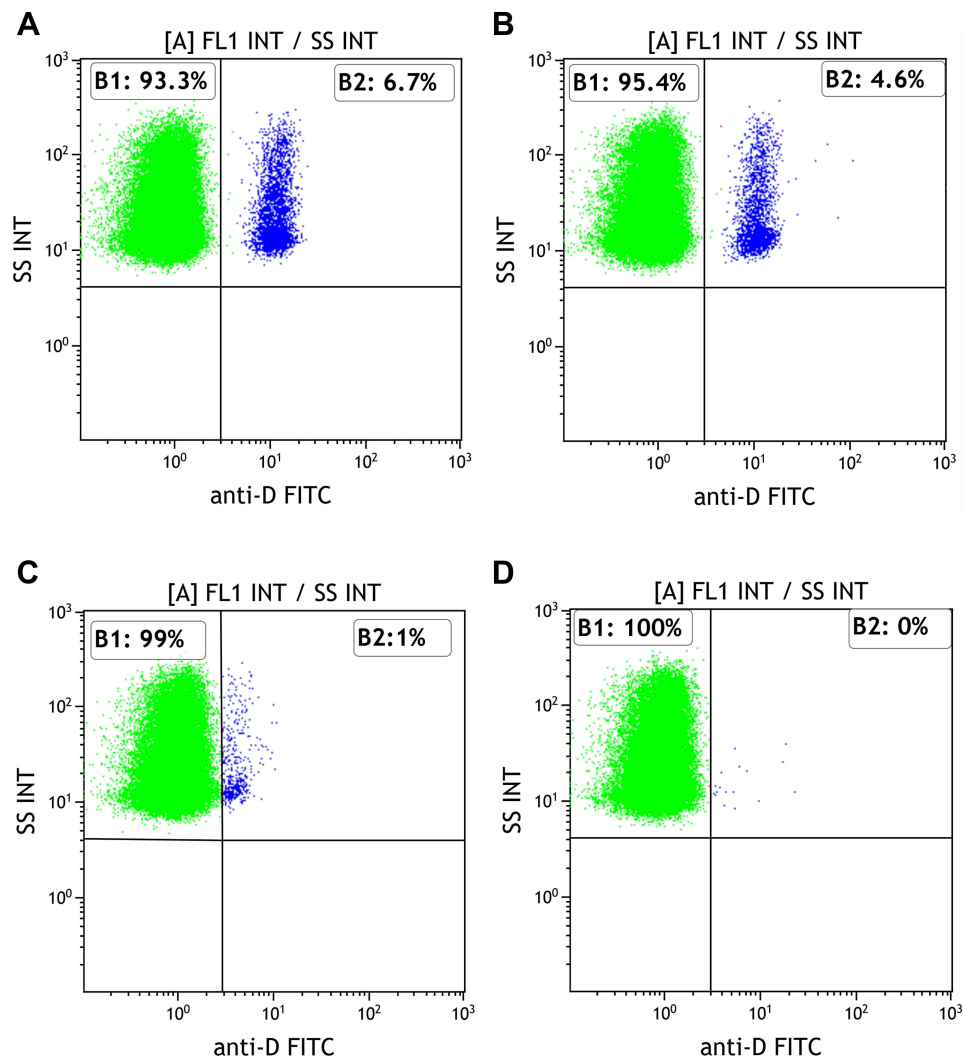 A
[A] FL1 INT / SS INT
B1: 93.3%
B2: 6.7%
10³
10²
10¹
10⁰
SS INT
10⁰ 10¹ 10² 10³
anti-D FITC
B
[A] FL1 INT / SS INT
B1: 95.4%
B2: 4.6%
10³
10²
10¹
10⁰
SS INT
10⁰ 10¹ 10² 10³
anti-D FITC
C
[A] FL1 INT / SS INT
B1: 99%
B2:1%
10³
10²
10¹
10⁰
SS INT
10⁰ 10¹ 10² 10³
anti-D FITC
D
[A] FL1 INT / SS INT
B1: 100%
B2: 0%
10³
10²
10¹
10⁰
SS INT
10⁰ 10¹ 10² 10³
anti-D FITC